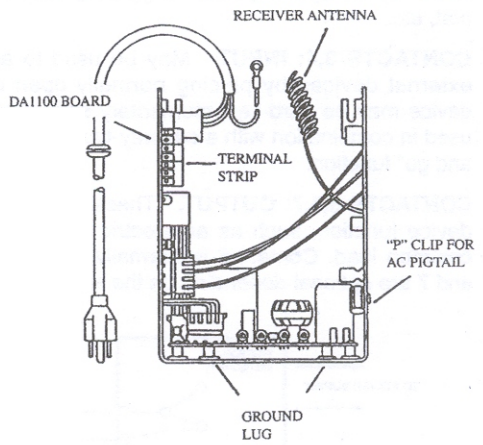 RECEIVER ANTENNA
DA1100 BOARD
TERMINAL
STRIP
"P" CLIP FOR
AC PIGTAIL
GROUND
LUG